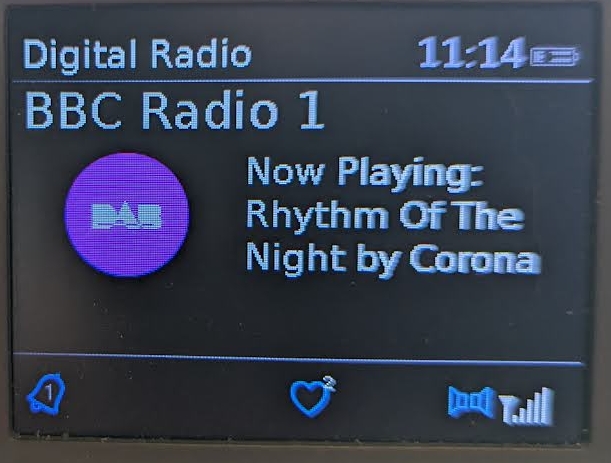 Digital Radio 11:14
BBC Radio 1
DAB
Now Playing:
Rhythm Of The
Night by Corona
1
2